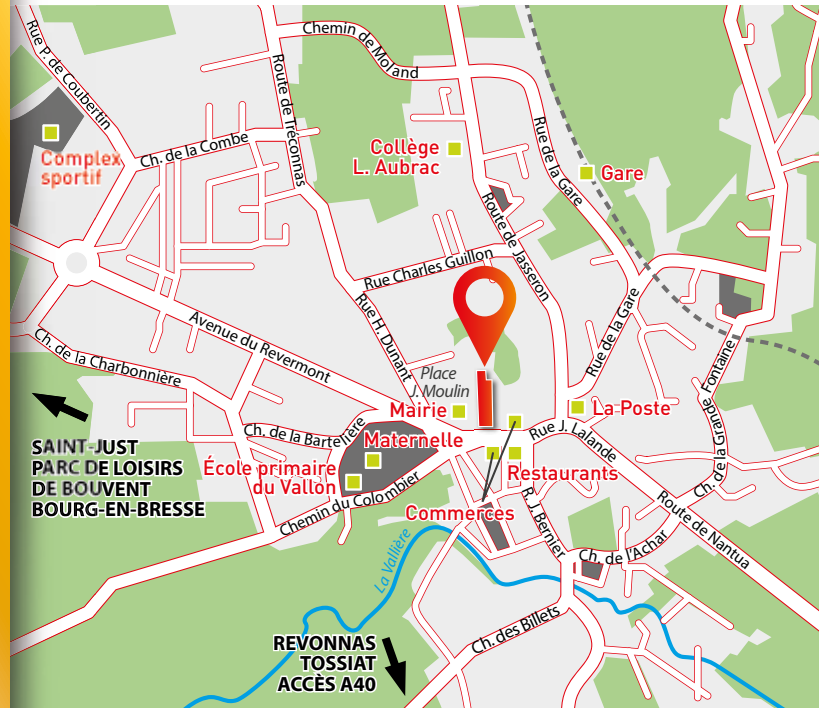 Rue P. de Coubertin
Chemin de Moland
Route de Tréconnas
Ch. de la Combe
Complex
sportif
Collège
L. Aubrac
Rue de la Gare
Gare
Route de Jasseron
Rue Charles Guillon
Rue H. Dunant
Avenue du Revermont
Ch. de la Charbonnière
Place
J. Moulin
Rue de la Gare
Ch. de la Grande Fontaine
Mairie
La Poste
Ch. de la Bartelière
Maternelle
Rue J. Lalande
SAINT-JUST
PARC DE LOISIRS
DE BOUVENT
BOURG-EN-BRESSE
École primaire
du Vallon
Restaurants
Chemin du Colombier
Commerces
R. J. Bernier
Route de Nantua
La Vallière
Ch. de l'Achar
Ch. des Billets
REVONNAS
TOSSIAT
ACCÈS A40